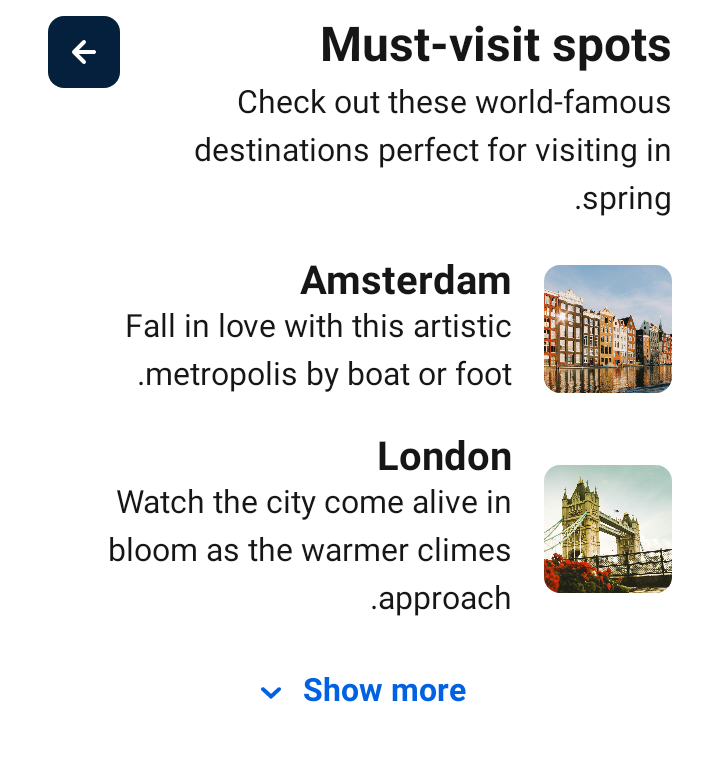 Must-visit spots
Check out these world-famous
destinations perfect for visiting in
.spring
Amsterdam
Fall in love with this artistic
.metropolis by boat or foot
London
Watch the city come alive in
bloom as the warmer climes
.approach
Show more